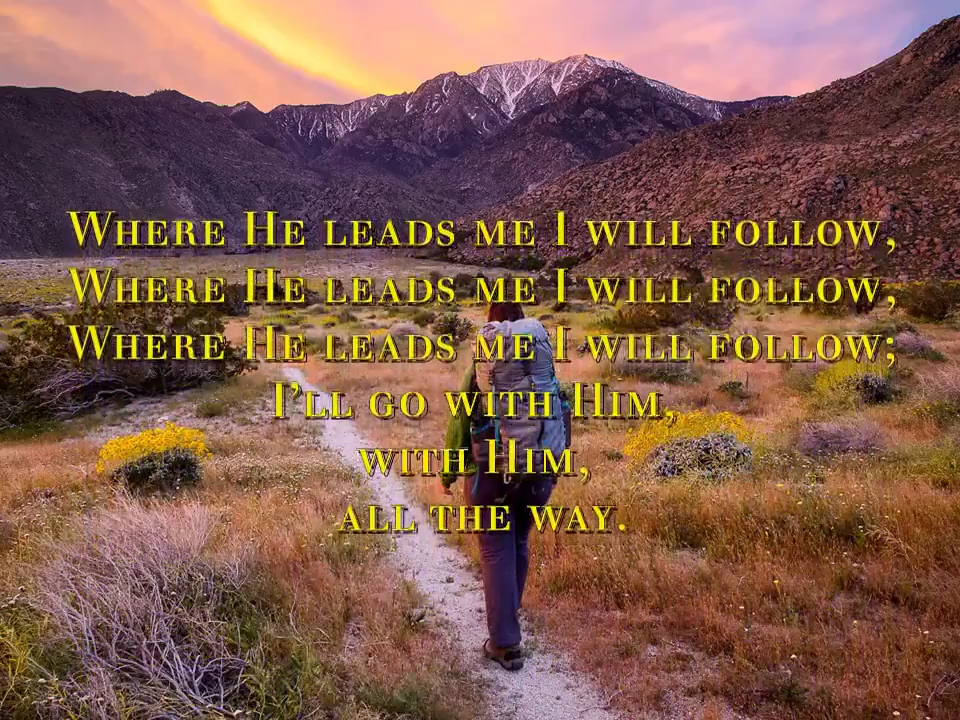 Where He leads me I will follow,
Where He leads me I will follow,
Where He leads me I will follow;
I'll go with Him,
with Him,
all the way.